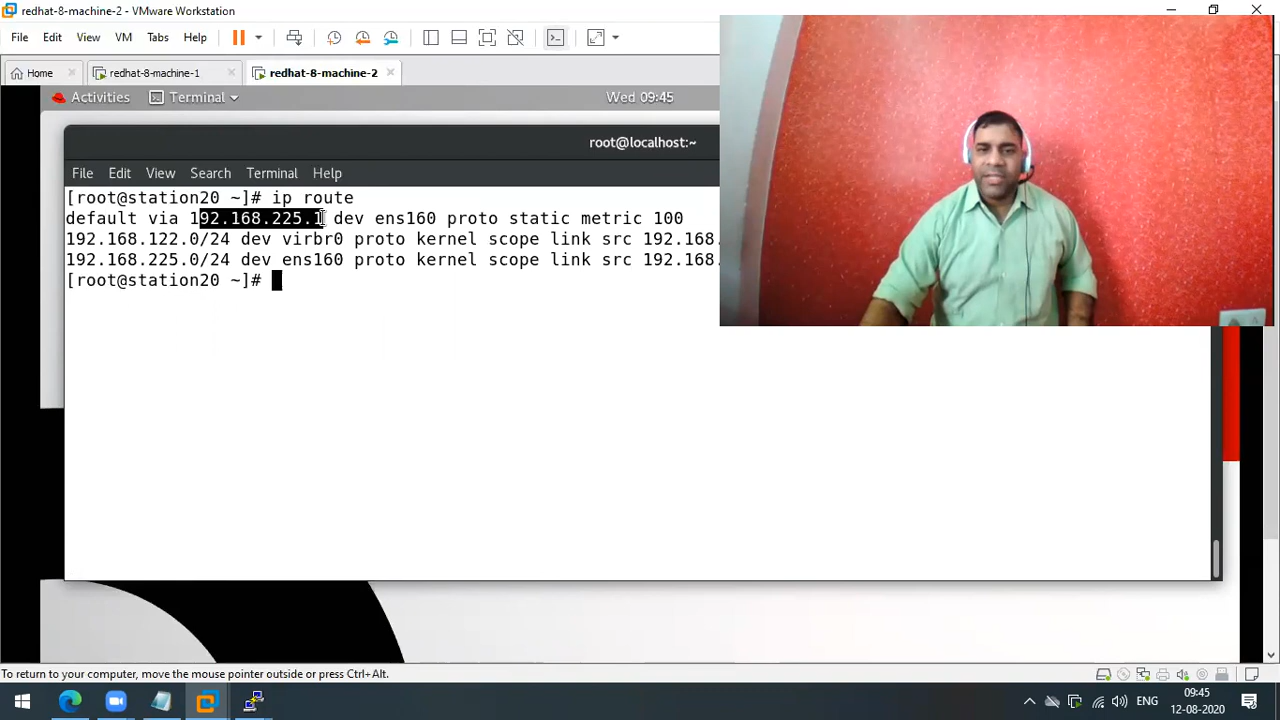 redhat-8-machine-2 - VMware Workstation
File Edit View VM Tabs Help
Home redhat-8-machine-1 redhat-8-machine-2
Activities Terminal Wed 09:45
root@localhost:~
File Edit View Search Terminal Help
[root@station20 ~]# ip route
default via 192.168.225.1 dev ens160 proto static metric 100
192.168.122.0/24 dev virbr0 proto kernel scope link src 192.168.
192.168.225.0/24 dev ens160 proto kernel scope link src 192.168.
[root@station20 ~]#
To return to your computer, move the mouse pointer outside or press Ctrl+Alt.
ENG
09:45
12-08-2020